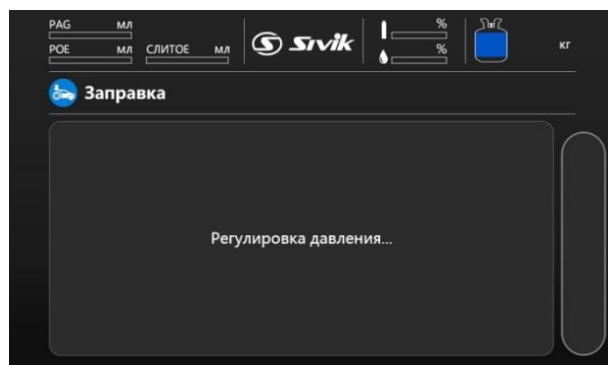 PAG мл
POE мл СЛИТОЕ мл
Sivik
%
%
кг
Заправка
Регулировка давления...